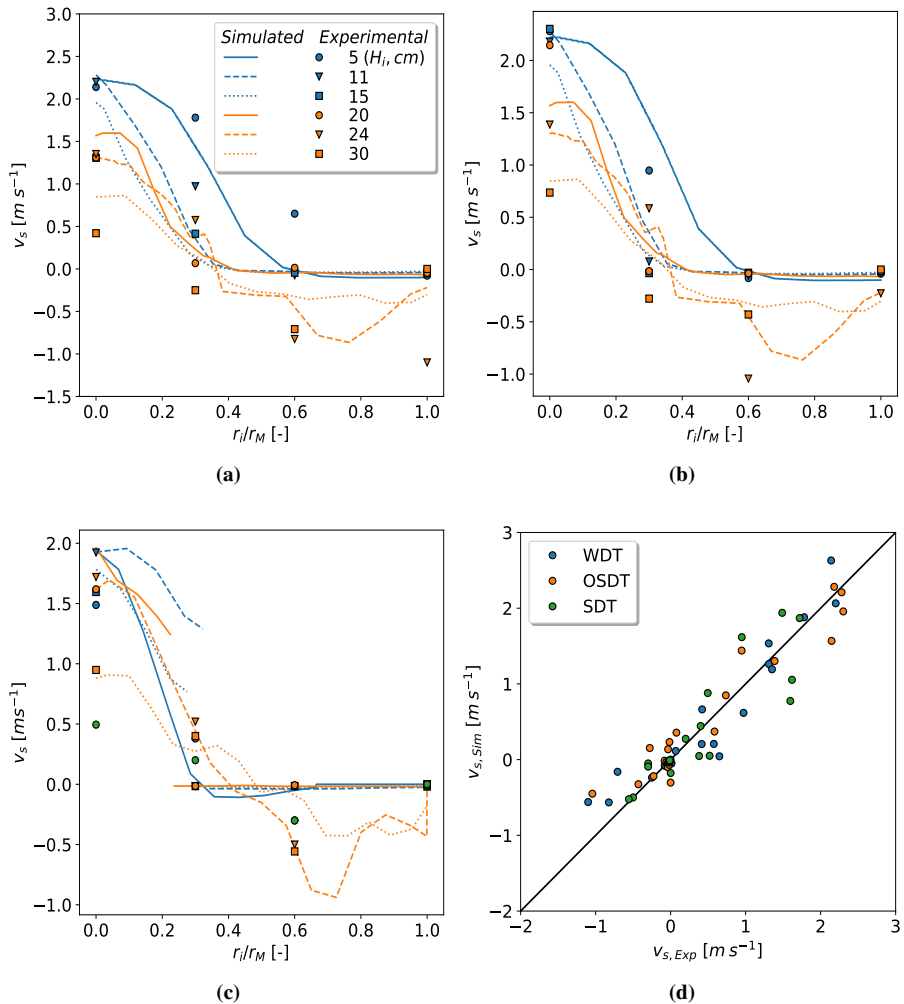 3.0
2.5
2.0
1.5
1.0
0.5
0.0
−0.5
−1.0
−1.5
v_s [m s⁻¹]
0.0 0.2 0.4 0.6 0.8 1.0
r_i/r_M [-]
Simulated Experimental
5 (H_i, cm)
11
15
20
24
30
(a)
2.5
2.0
1.5
1.0
0.5
0.0
−0.5
−1.0
v_s [m s⁻¹]
0.0 0.2 0.4 0.6 0.8 1.0
r_i/r_M [-]
(b)
2.0
1.5
1.0
0.5
0.0
−1.0
v_s [ms⁻¹]
0.0 0.2 0.4 0.6 0.8 1.0
r_i/r_M [-]
(c)
3
2
1
0
−1
−2
v_s,Sim [m s⁻¹]
WDT
OSDT
SDT
−2 −1 0 1 2 3
v_s,Exp [m s⁻¹]
(d)